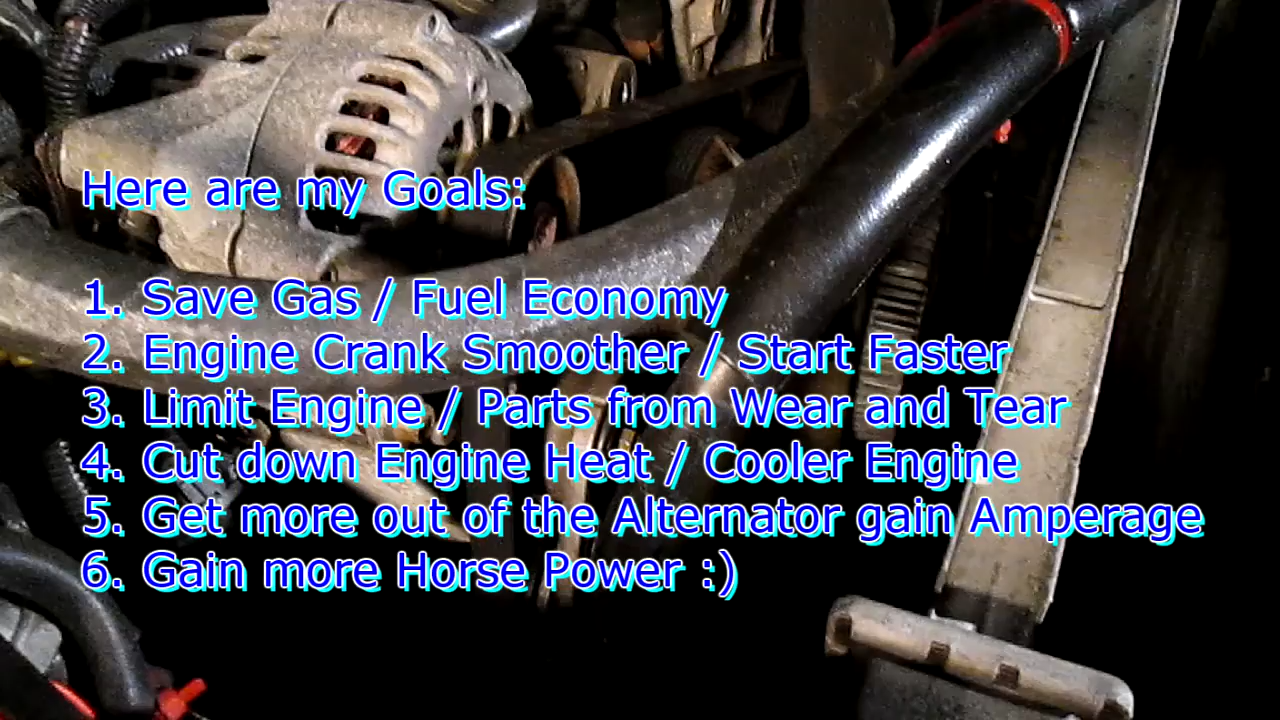 Here are my Goals:
1. Save Gas / Fuel Economy
2. Engine Crank Smoother / Start Faster
3. Limit Engine / Parts from Wear and Tear
4. Cut down Engine Heat / Cooler Engine
5. Get more out of the Alternator gain Amperage
6. Gain more Horse Power :)